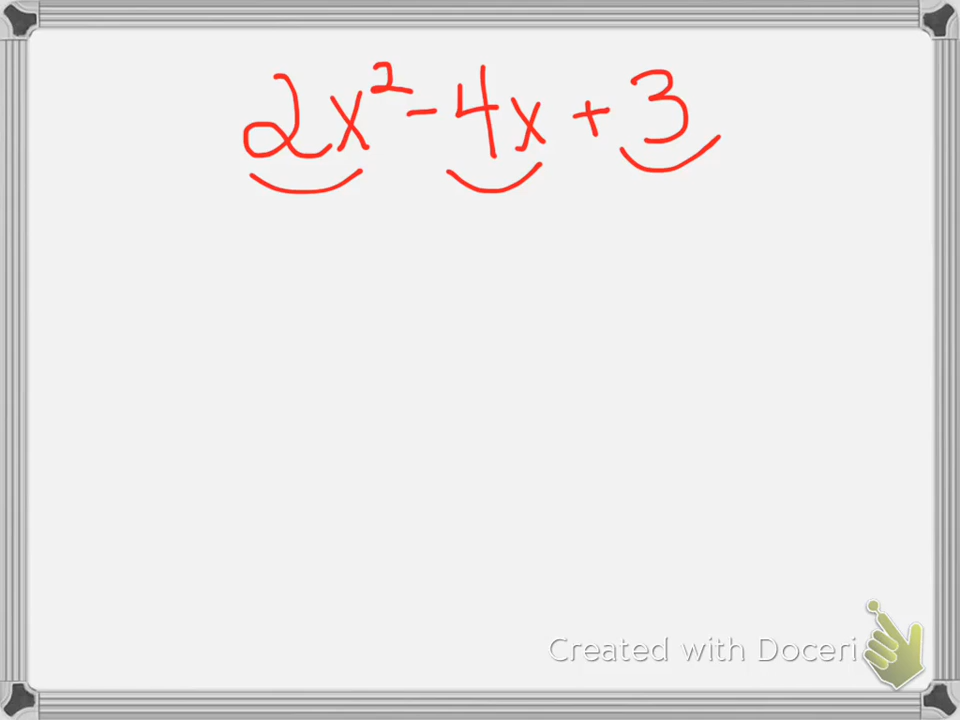 2x² - 4x + 3
Created with Doceri